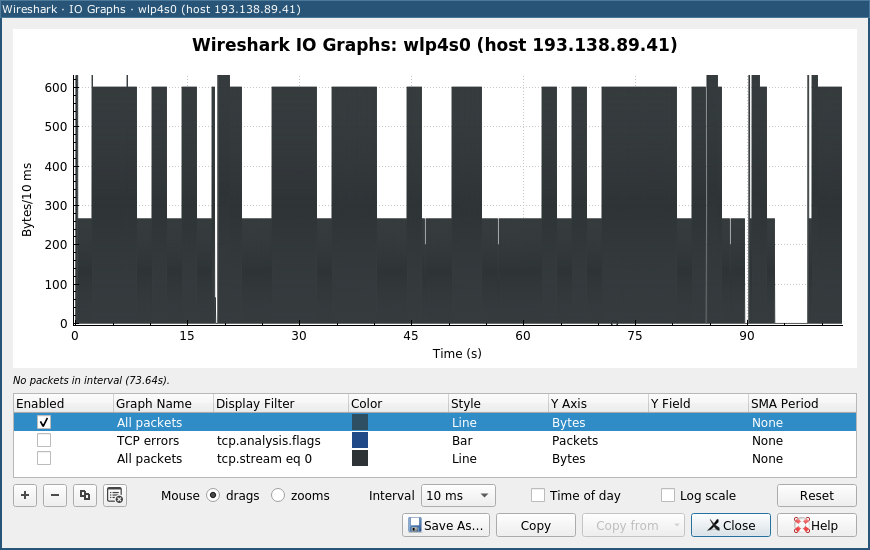 Wireshark · IO Graphs · wlp4s0 (host 193.138.89.41)
Wireshark IO Graphs: wlp4s0 (host 193.138.89.41)
Bytes/10 ms
600
500
400
300
200
100
0
0 15 30 45 60 75 90
Time (s)
No packets in interval (73.64s).
Enabled Graph Name Display Filter Color Style Y Axis Y Field SMA Period
All packets Line Bytes None
TCP errors tcp.analysis.flags Bar Packets None
All packets tcp.stream eq 0 Line Bytes None
Mouse drags zooms Interval 10 ms Time of day Log scale Reset
Save As... Copy Copy from Close Help